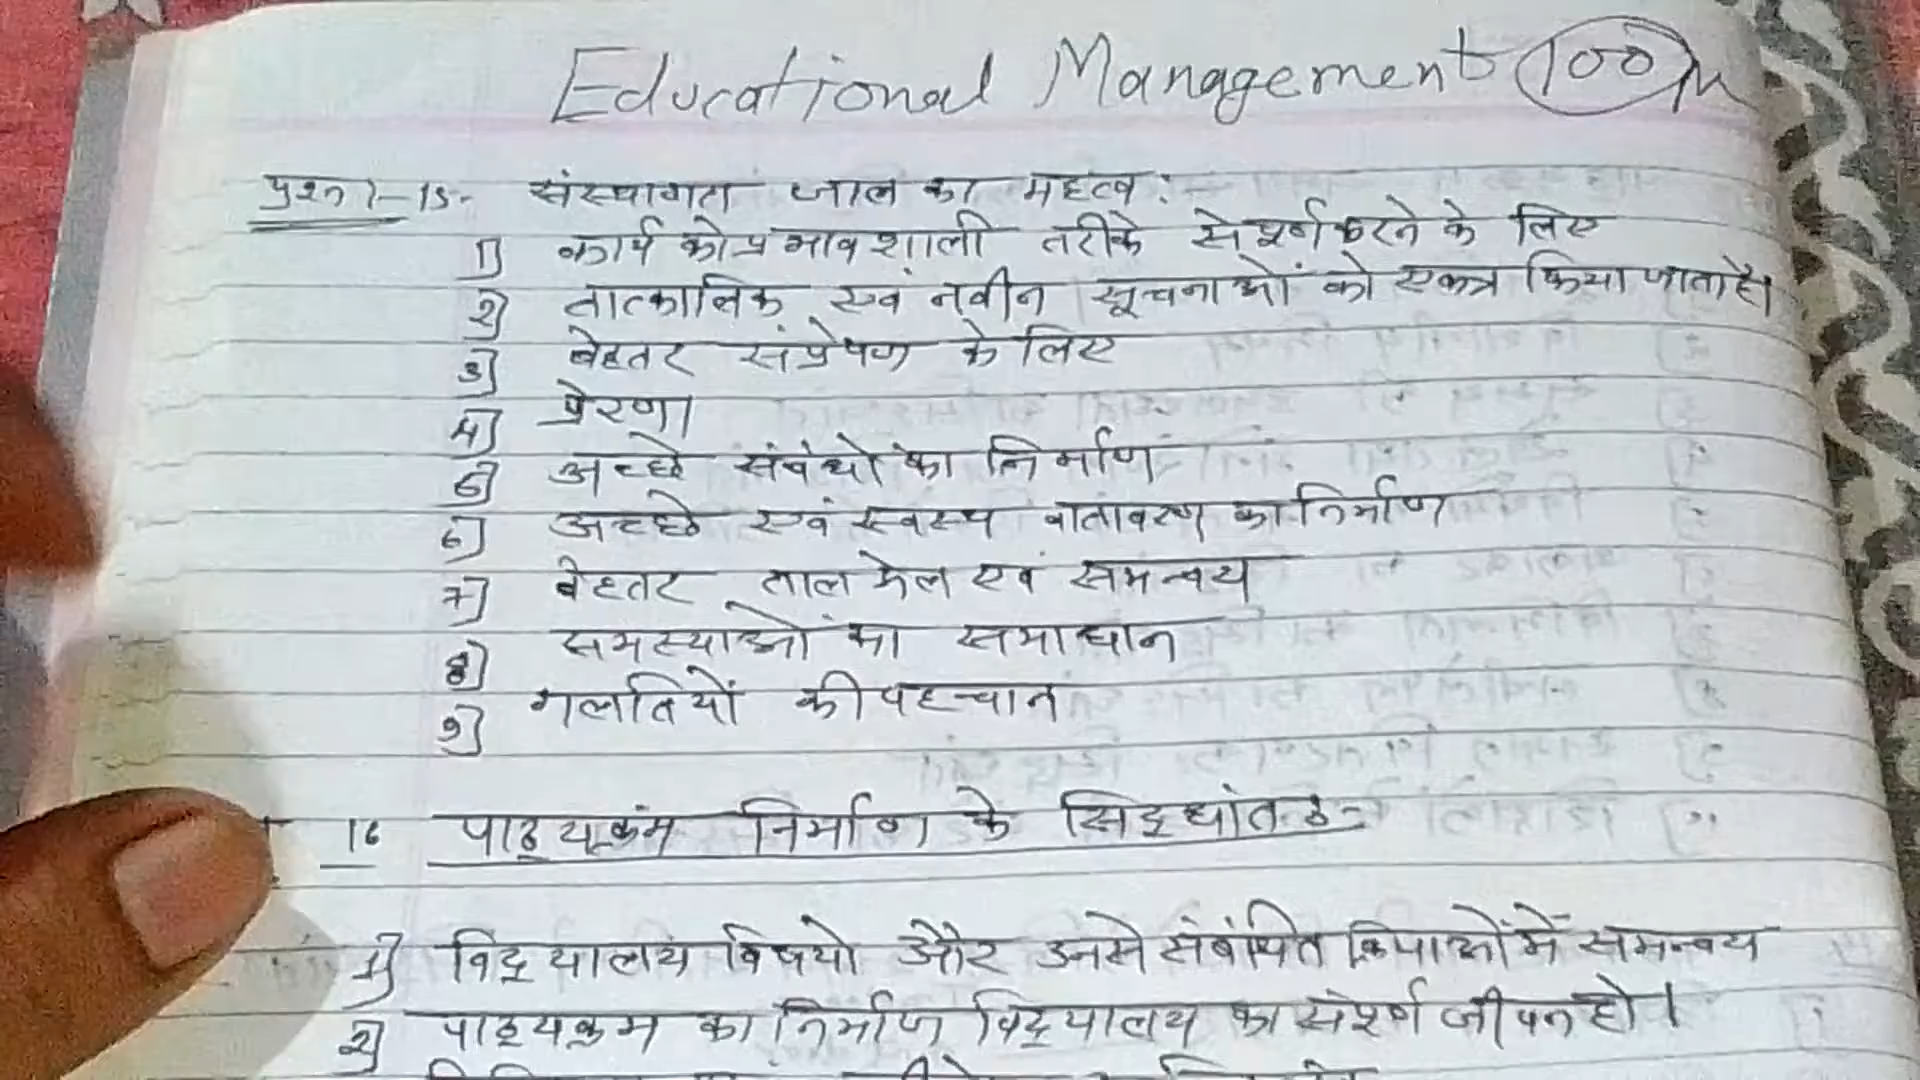 Educational Management 100 m
प्रश्न 1-15. संस्थागत जाल का महत्व:
1) कार्य को प्रभावशाली तरीके से पूर्ण करने के लिए
2) तात्कालिक एवं नवीन सूचनाओं को एकत्र किया जाता है।
3) बेहतर संप्रेषण के लिए
4) प्रेरणा
5) अच्छे संबंधो का निर्माण
6) अच्छे एवं स्वस्थ वातावरण का निर्माण
7) बेहतर तालमेल एवं समन्वय
8) समस्याओं का समाधान
9) गलतियों की पहचान
16 पाठ्यक्रम निर्माण के सिद्धांत :-
1) विद्यालय विषयो और उनसे संबंधित क्रियाओं में समन्वय
2) पाठ्यक्रम का निर्माण विद्यालय का संपूर्ण जीवन हो।